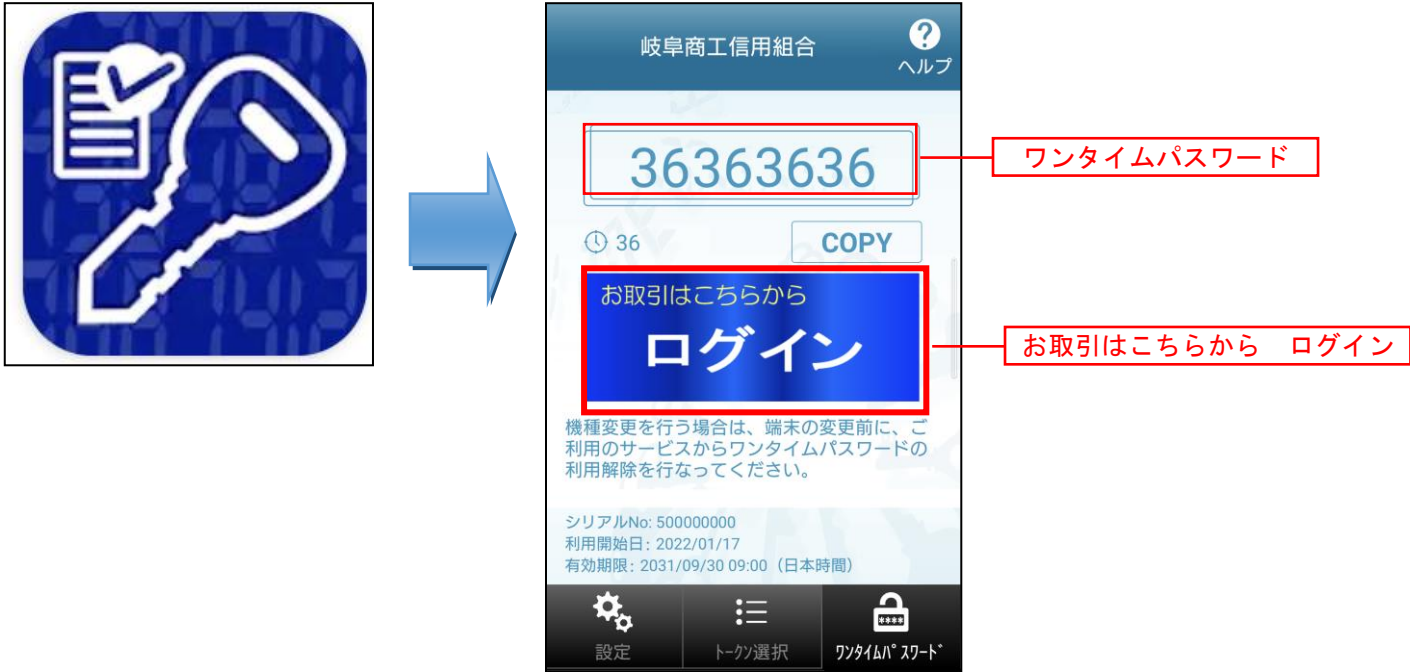 岐阜商工信用組合
?
ヘルプ
36363636
ワンタイムパスワード
36
COPY
お取引はこちらから
ログイン
お取引はこちらから　ログイン
機種変更を行う場合は、端末の変更前に、ご
利用のサービスからワンタイムパスワードの
利用解除を行なってください。
シリアルNo: 500000000
利用開始日: 2022/01/17
有効期限: 2031/09/30 09:00（日本時間）
****
設定
ﾄｰｸﾝ選択
ﾜﾝﾀｲﾑﾊﾟｽﾜｰﾄﾞ